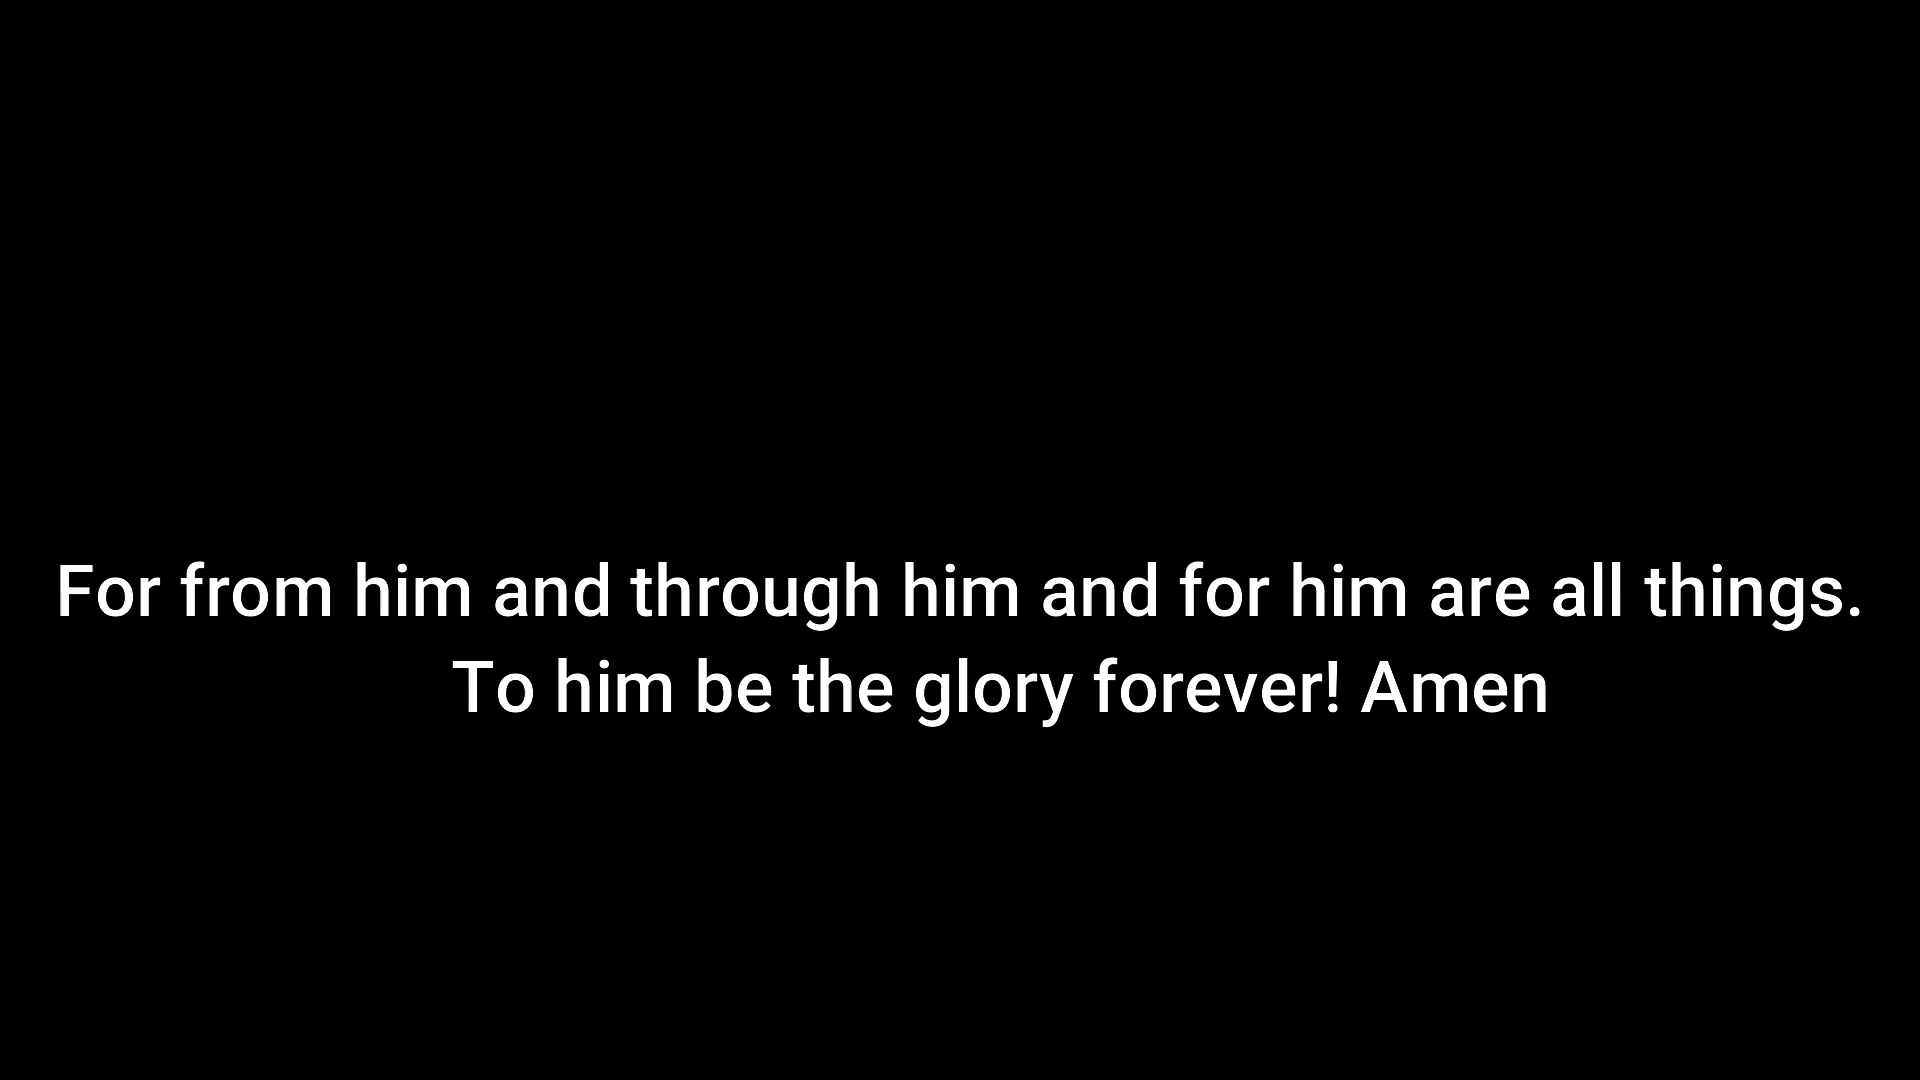 For from him and through him and for him are all things.
To him be the glory forever! Amen